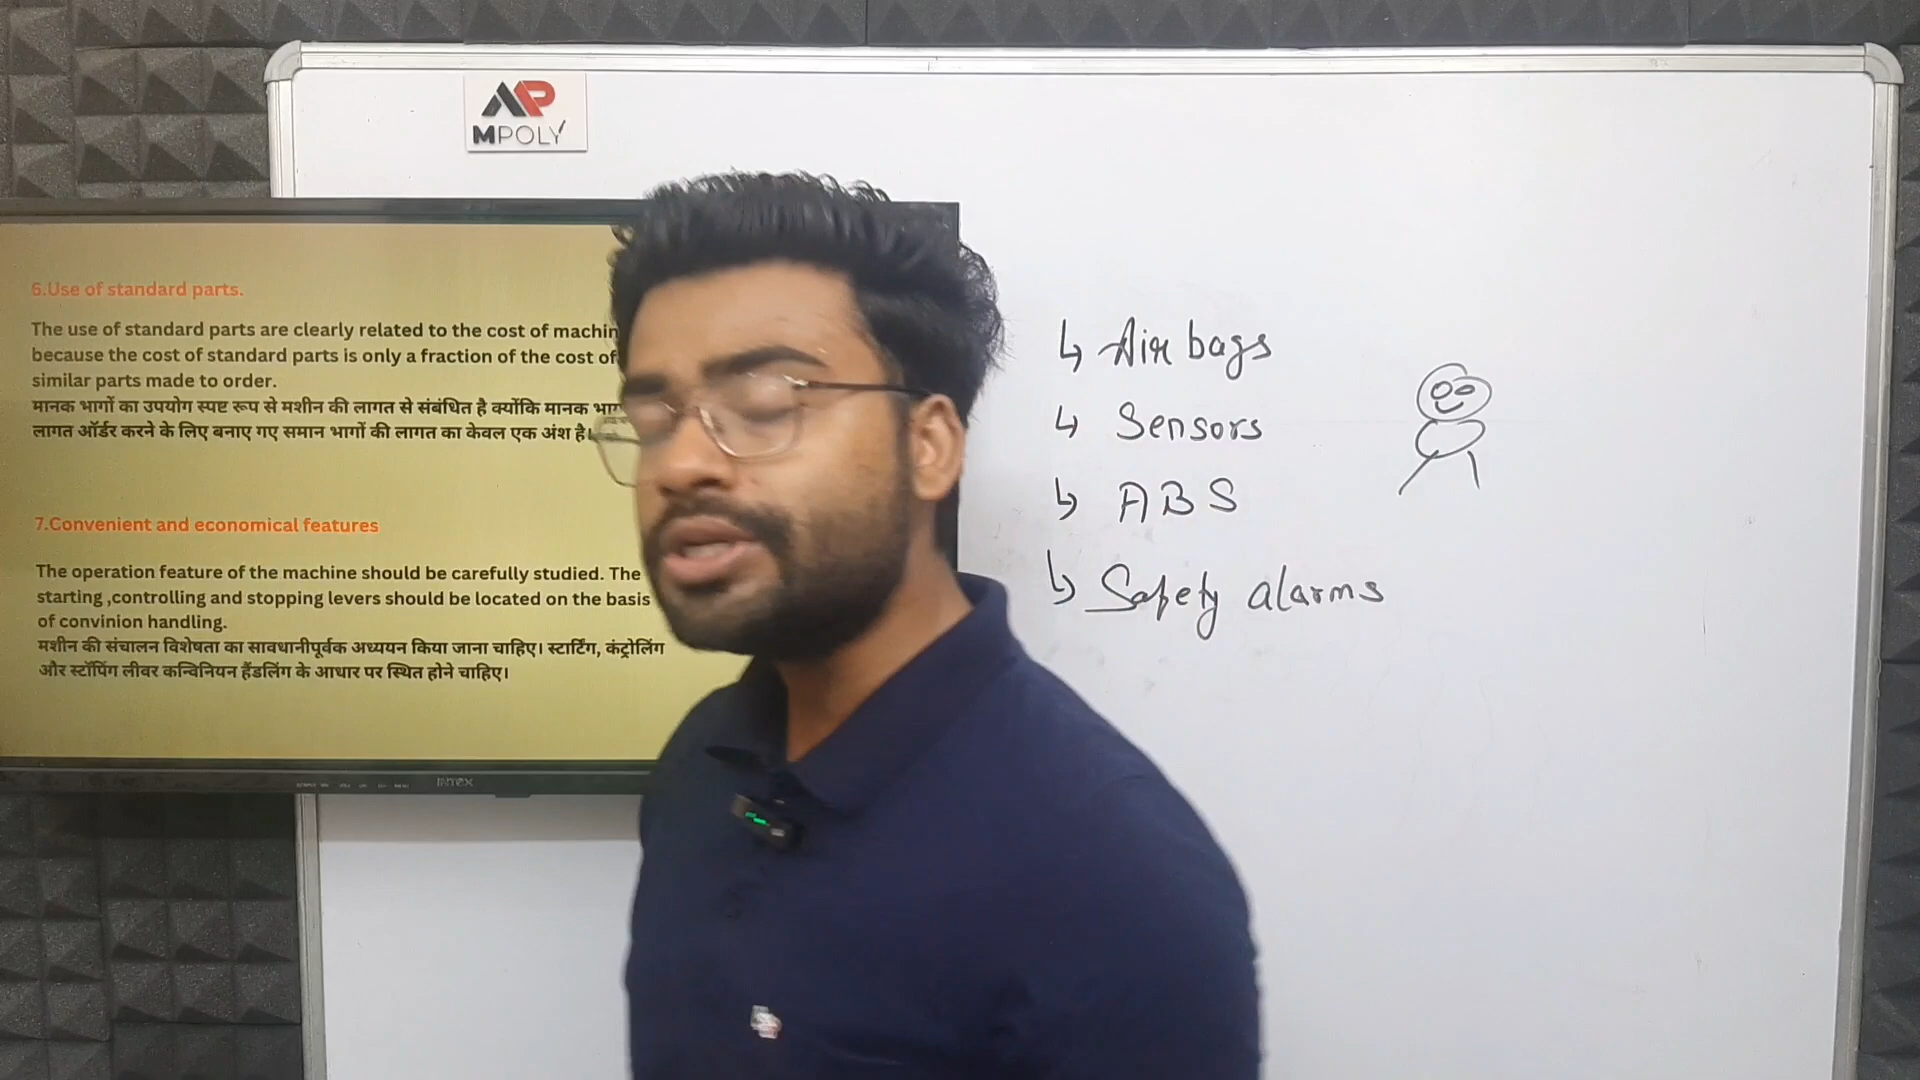 AP
MPOLY
6.Use of standard parts.
The use of standard parts are clearly related to the cost of machin
because the cost of standard parts is only a fraction of the cost of
similar parts made to order.
मानक भागों का उपयोग स्पष्ट रूप से मशीन की लागत से संबंधित है क्योंकि मानक
लागत ऑर्डर करने के लिए बनाए गए समान भागों की लागत का केवल एक अंश है।
7.Convenient and economical features
The operation feature of the machine should be carefully studied. The
starting ,controlling and stopping levers should be located on the basis
of convinion handling.
मशीन की संचालन विशेषता का सावधानीपूर्वक अध्ययन किया जाना चाहिए। स्टार्टिंग, कंट्रोलिंग
और स्टॉपिंग लीवर कन्विनियन हैंडलिंग के आधार पर स्थित होने चाहिए।
INTEX
↳ Air bags
↳ Sensors
↳ ABS
↳ Safety alarms